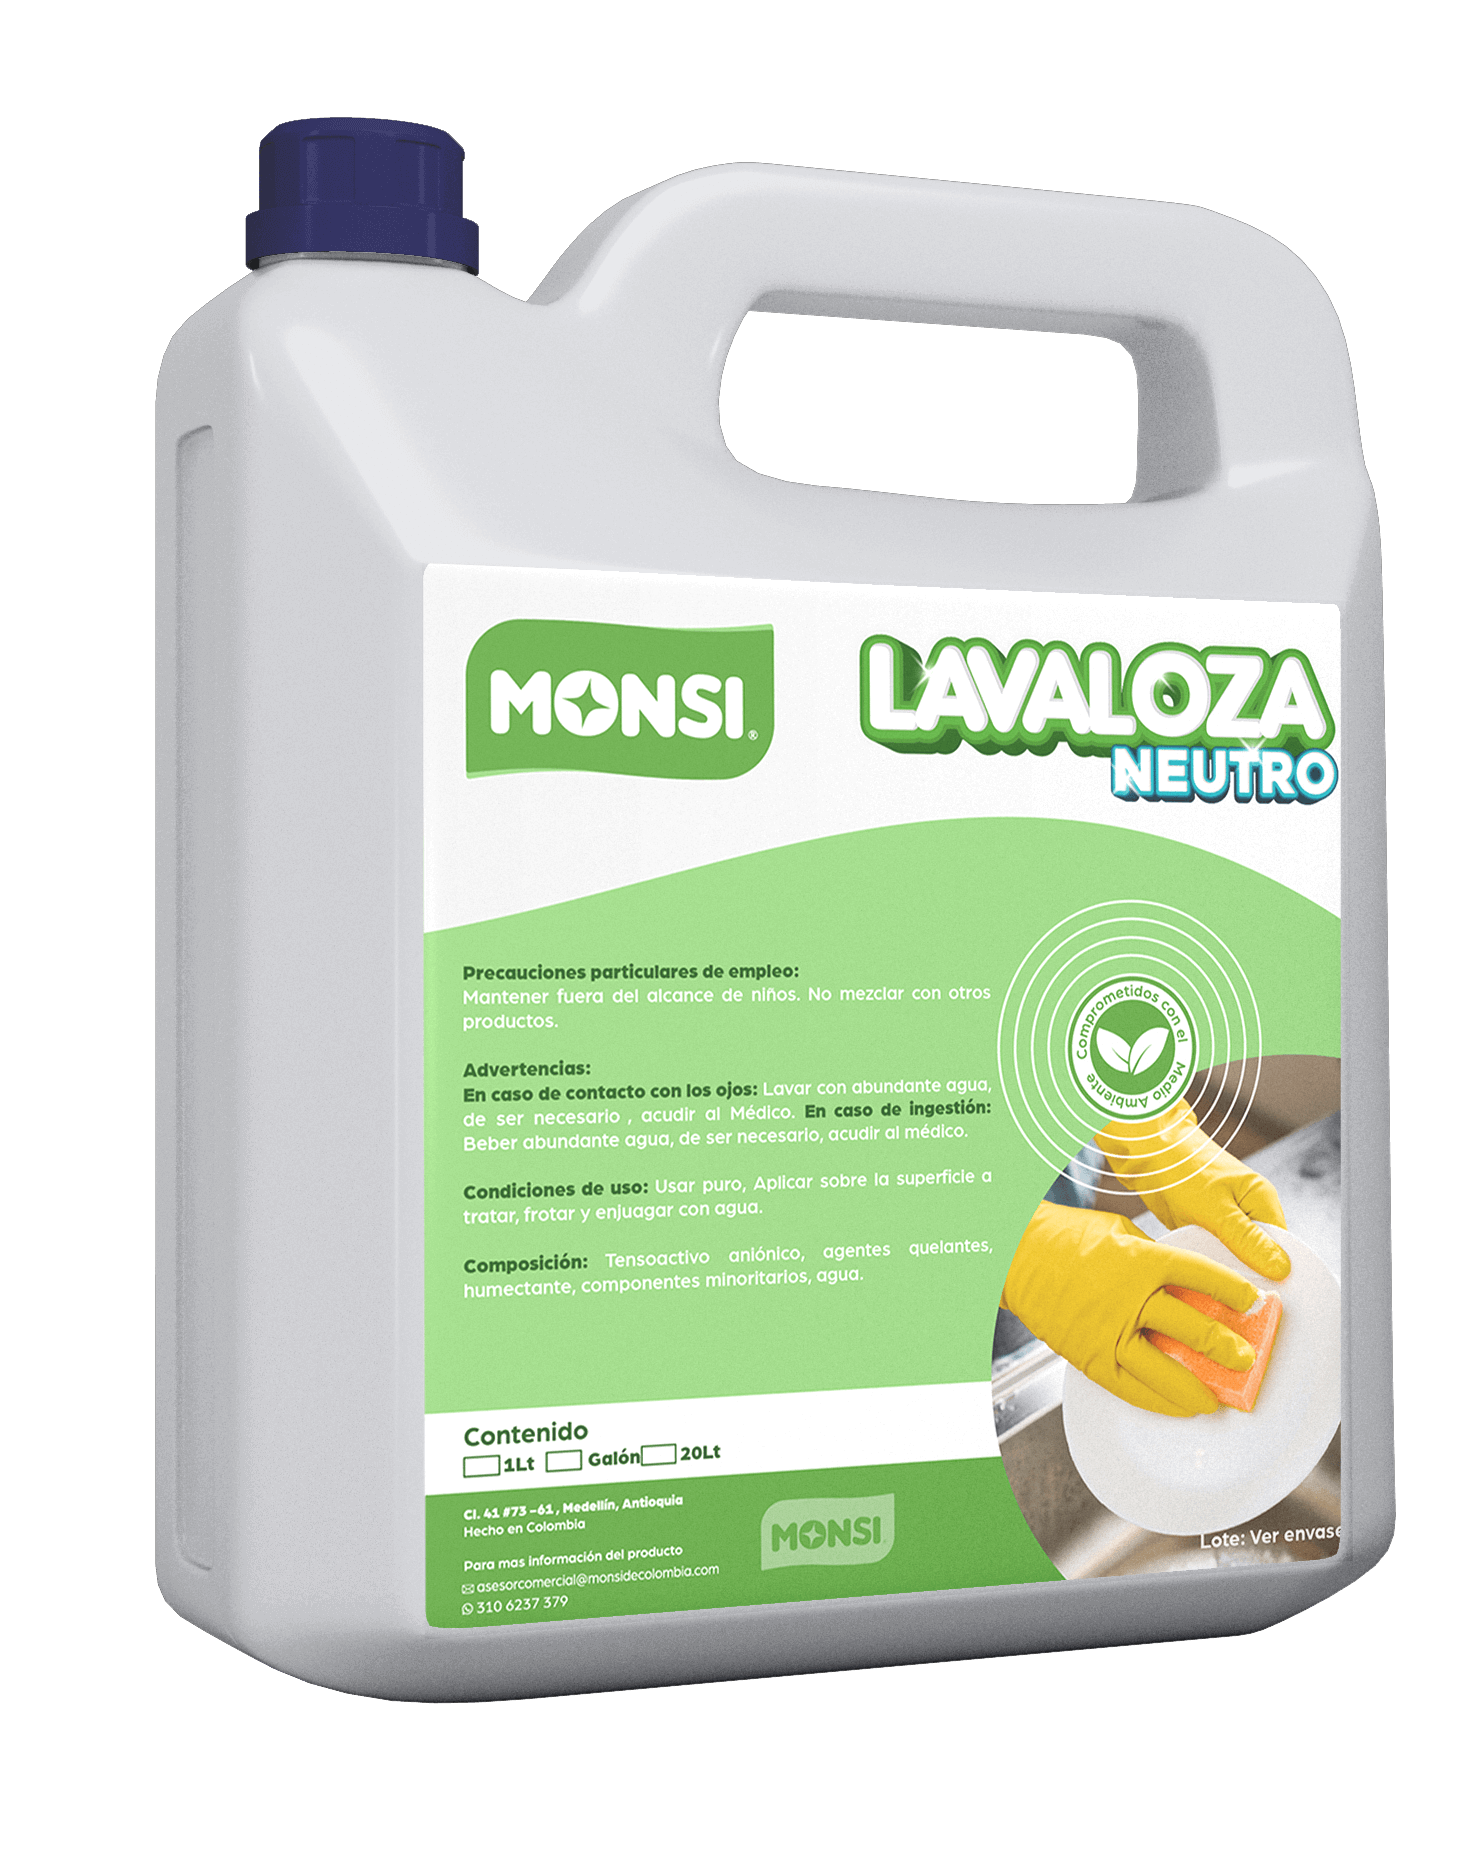 MONSI®
LAVALOZA
NEUTRO
Precauciones particulares de empleo:
Mantener fuera del alcance de niños. No mezclar con otros
productos.
Advertencias:
En caso de contacto con los ojos: Lavar con abundante agua,
de ser necesario , acudir al Médico. En caso de ingestión:
Beber abundante agua, de ser necesario, acudir al médico.
Condiciones de uso: Usar puro, Aplicar sobre la superficie a
tratar, frotar y enjuagar con agua.
Composición: Tensoactivo aniónico, agentes quelantes,
humectante, componentes minoritarios, agua.
Comprometidos con el Medio Ambiente
Contenido
1Lt Galón 20Lt
Cl. 41 #73 -61, Medellín, Antioquia
Hecho en Colombia
Para mas información del producto
asesorcomercial@monsidecolombia.com
310 6237 379
MONSI
Lote: Ver envase